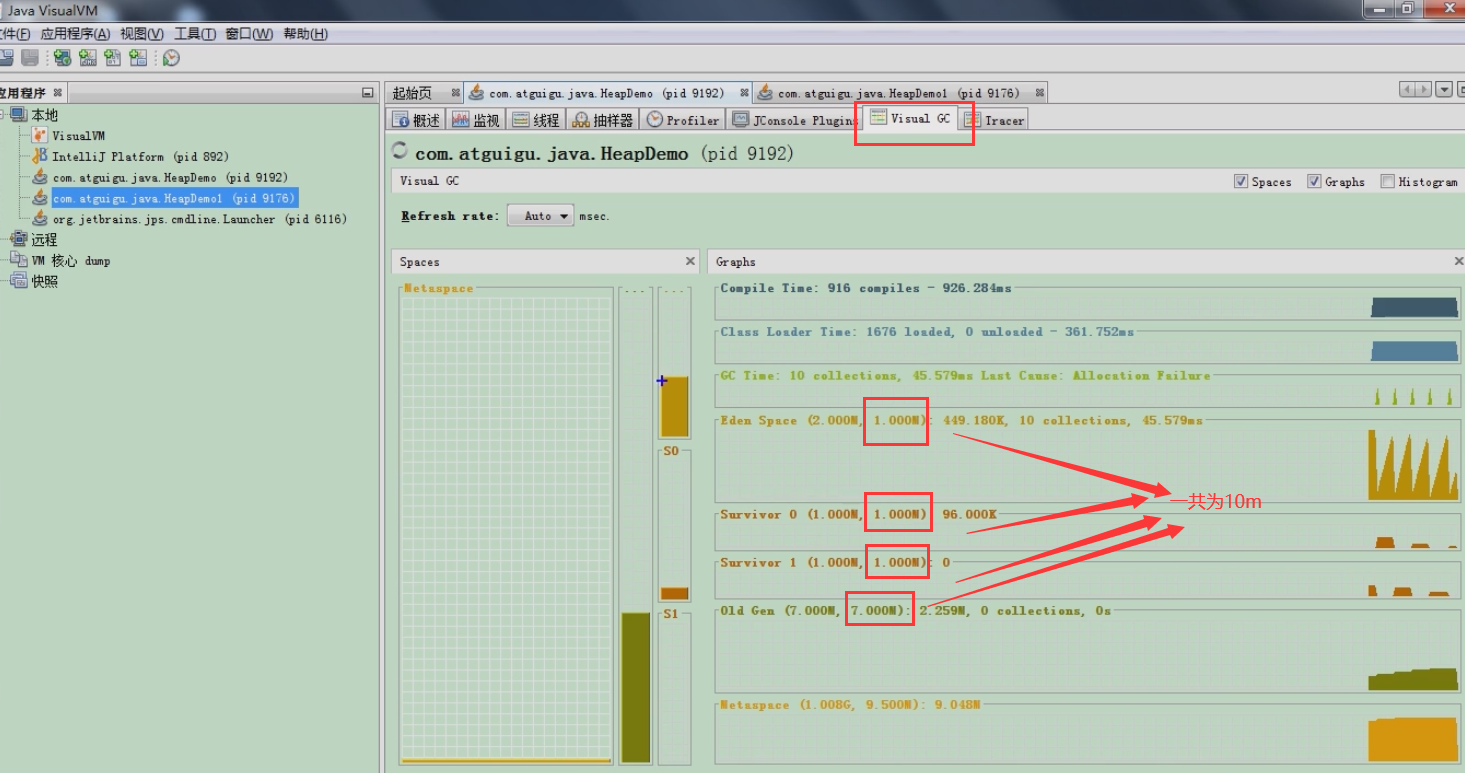 Java VisualVM
文件(F) 应用程序(A) 视图(V) 工具(T) 窗口(W) 帮助(H)
应用程序
本地
VisualVM
IntelliJ Platform (pid 892)
com.atguigu.java.HeapDemo (pid 9192)
com.atguigu.java.HeapDemo1 (pid 9176)
org.jetbrains.jps.cmdline.Launcher (pid 6116)
远程
VM 核心 dump
快照
起始页 com.atguigu.java.HeapDemo (pid 9192) com.atguigu.java.HeapDemo1 (pid 9176)
概述 监视 线程 抽样器 Profiler JConsole Plugins Visual GC Tracer
com.atguigu.java.HeapDemo (pid 9192)
Visual GC Spaces Graphs Histogram
Refresh rate: Auto msec.
Spaces
Metaspace ... ...
S0
S1
Graphs
Compile Time: 916 compiles - 926.284ms
Class Loader Time: 1676 loaded, 0 unloaded - 361.752ms
GC Time: 10 collections, 45.579ms Last Cause: Allocation Failure
Eden Space (2.000M, 1.000M): 449.180K, 10 collections, 45.579ms
一共为10m
Survivor 0 (1.000M, 1.000M) 96.000K
Survivor 1 (1.000M, 1.000M): 0
Old Gen (7.000M, 7.000M): 2.259M, 0 collections, 0s
Metaspace (1.008G, 9.500M): 9.048M